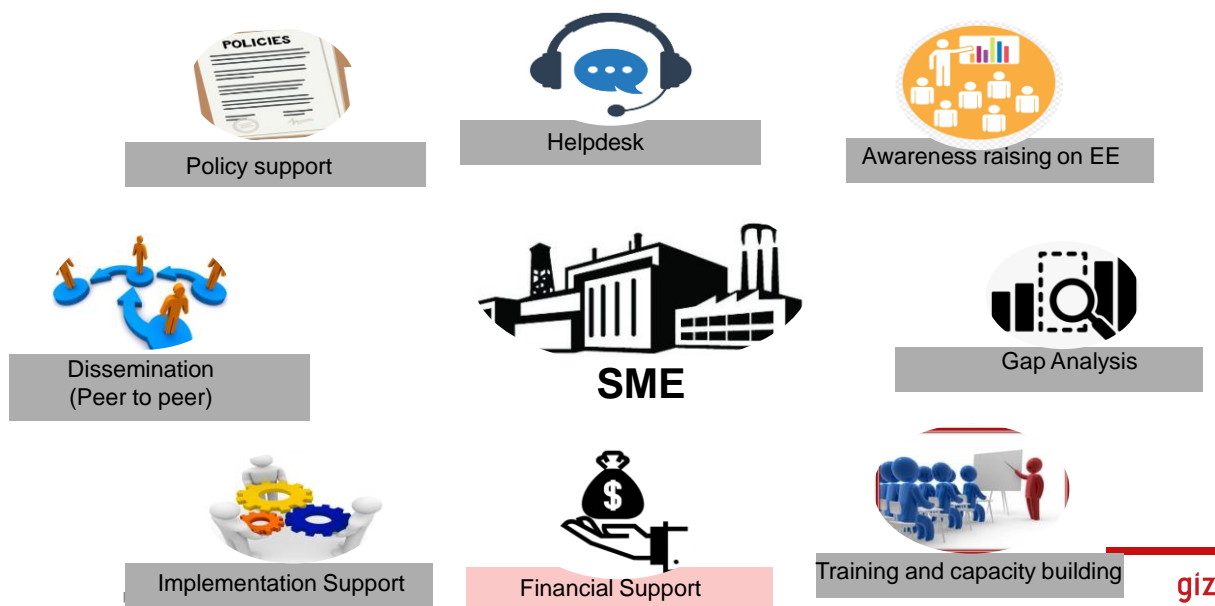 POLICIES
Policy support
Helpdesk
Awareness raising on EE
Dissemination
(Peer to peer)
SME
Gap Analysis
$
Implementation Support
Financial Support
Training and capacity building
giz